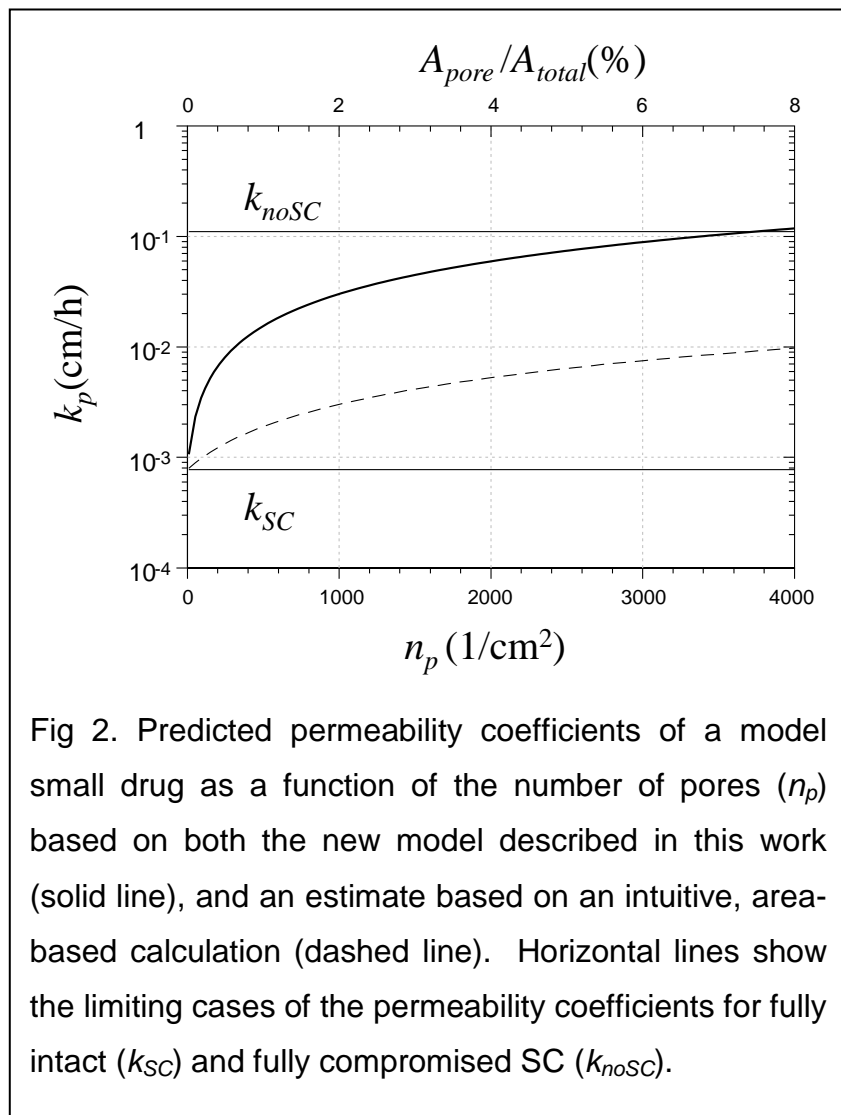 A_pore/A_total(%)
0 2 4 6 8
1
k_noSC
10^-1
k_p(cm/h)
10^-2
10^-3
k_SC
10^-4
0 1000 2000 3000 4000
n_p (1/cm^2)
Fig 2. Predicted permeability coefficients of a model
small drug as a function of the number of pores (n_p)
based on both the new model described in this work
(solid line), and an estimate based on an intuitive, area-
based calculation (dashed line). Horizontal lines show
the limiting cases of the permeability coefficients for fully
intact (k_SC) and fully compromised SC (k_noSC).